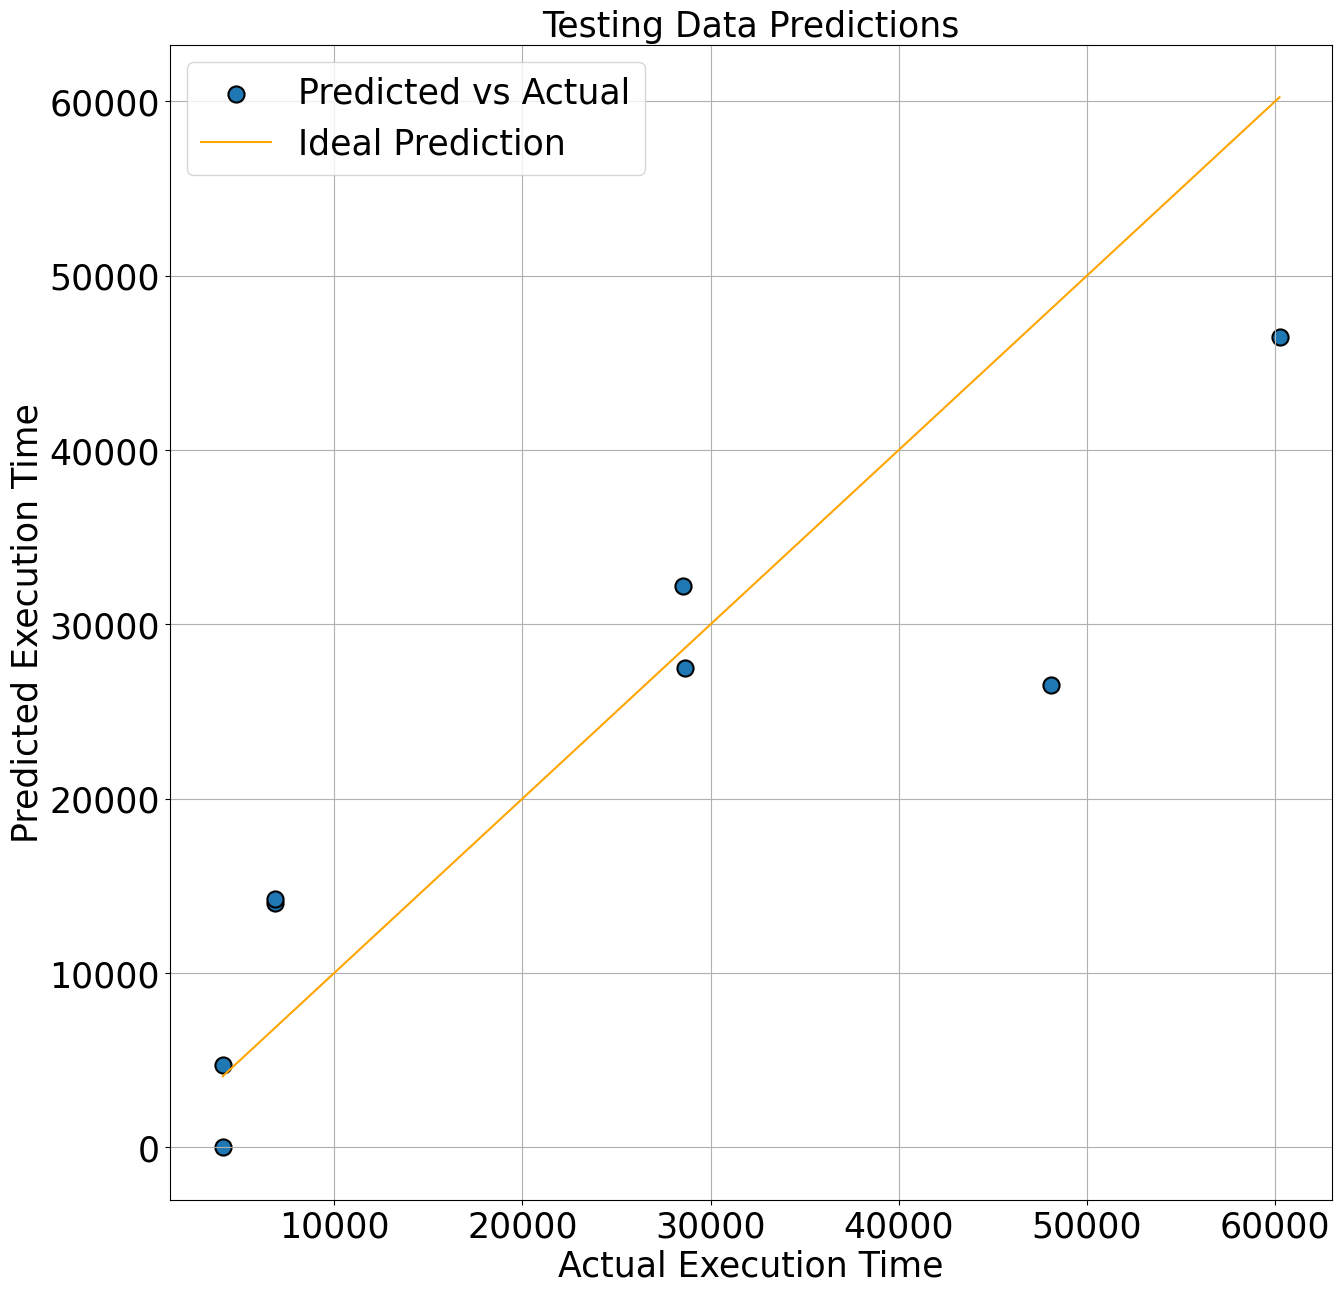 Testing Data Predictions
Predicted vs Actual
Ideal Prediction
Predicted Execution Time
60000
50000
40000
30000
20000
10000
0
10000 20000 30000 40000 50000 60000
Actual Execution Time